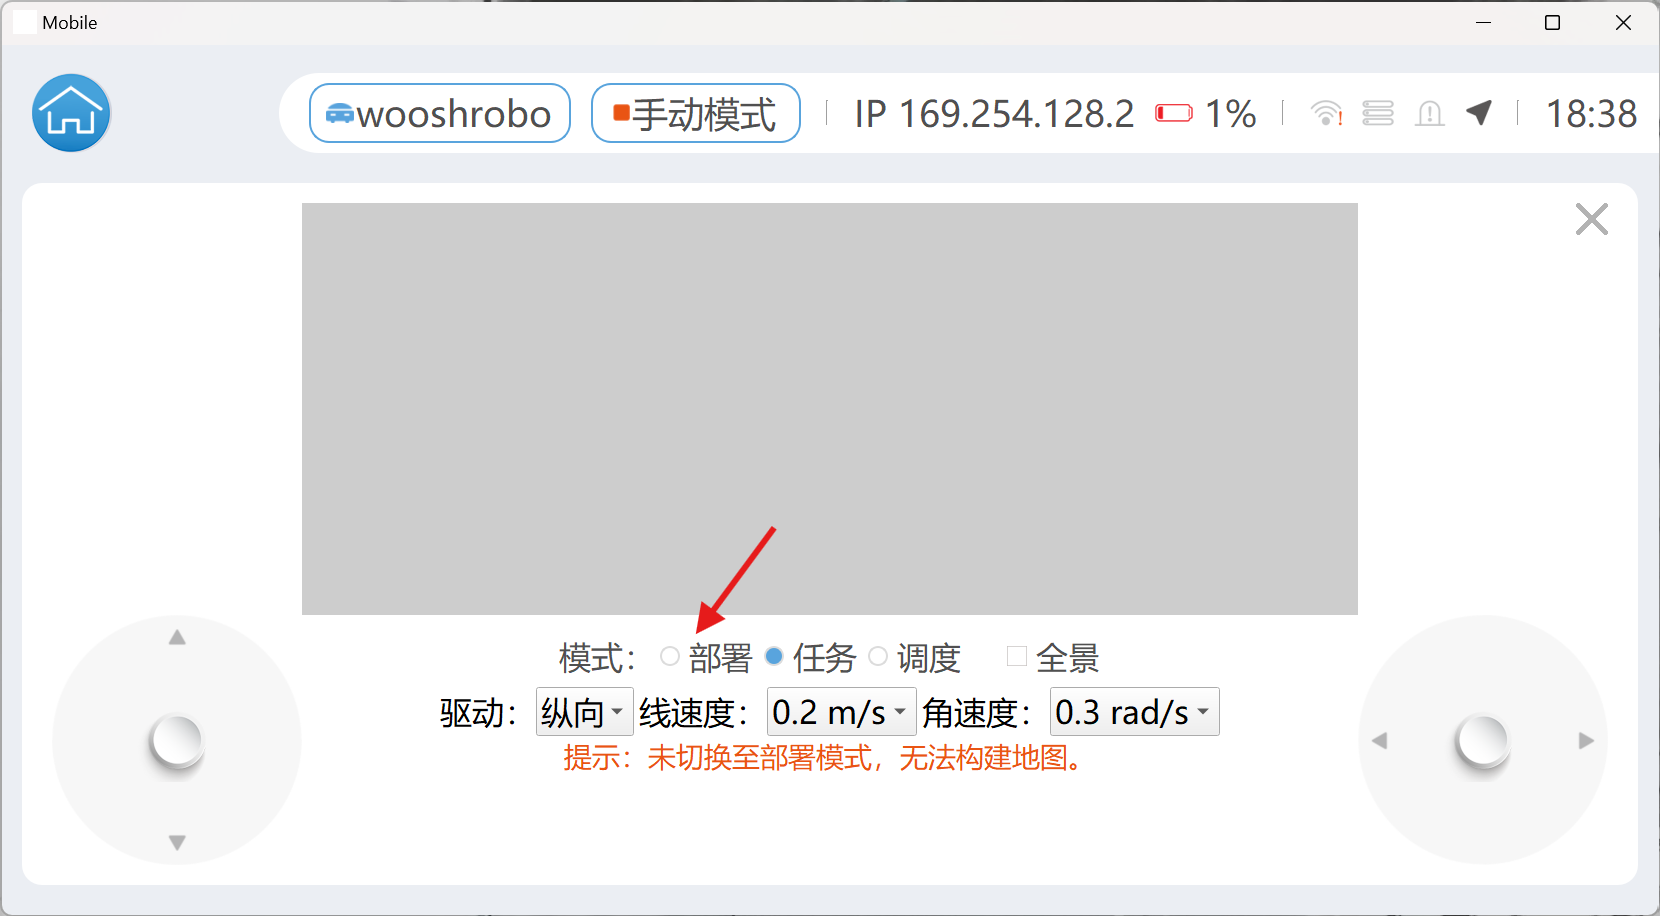 Mobile
wooshrobo 手动模式 IP 169.254.128.2 1% 18:38
模式： 部署 任务 调度 全景
驱动： 纵向 线速度： 0.2 m/s 角速度： 0.3 rad/s
提示：未切换至部署模式，无法构建地图。